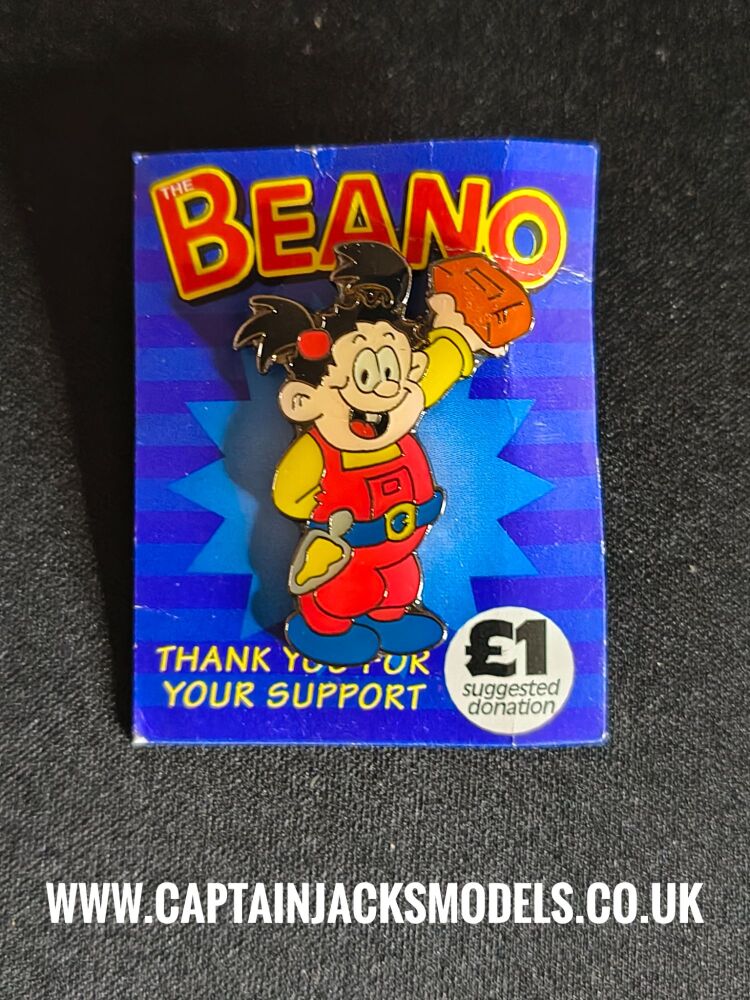 THE
BEANO
THANK YOU FOR
YOUR SUPPORT
£1
suggested
donation
WWW.CAPTAINJACKSMODELS.CO.UK